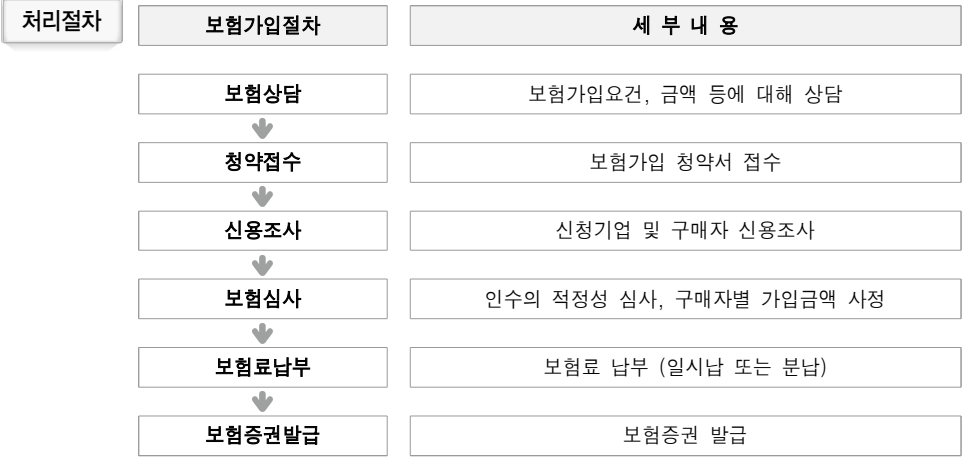 처리절차
보험가입절차 세 부 내 용
보험상담 보험가입요건, 금액 등에 대해 상담
청약접수 보험가입 청약서 접수
신용조사 신청기업 및 구매자 신용조사
보험심사 인수의 적정성 심사, 구매자별 가입금액 사정
보험료납부 보험료 납부 (일시납 또는 분납)
보험증권발급 보험증권 발급